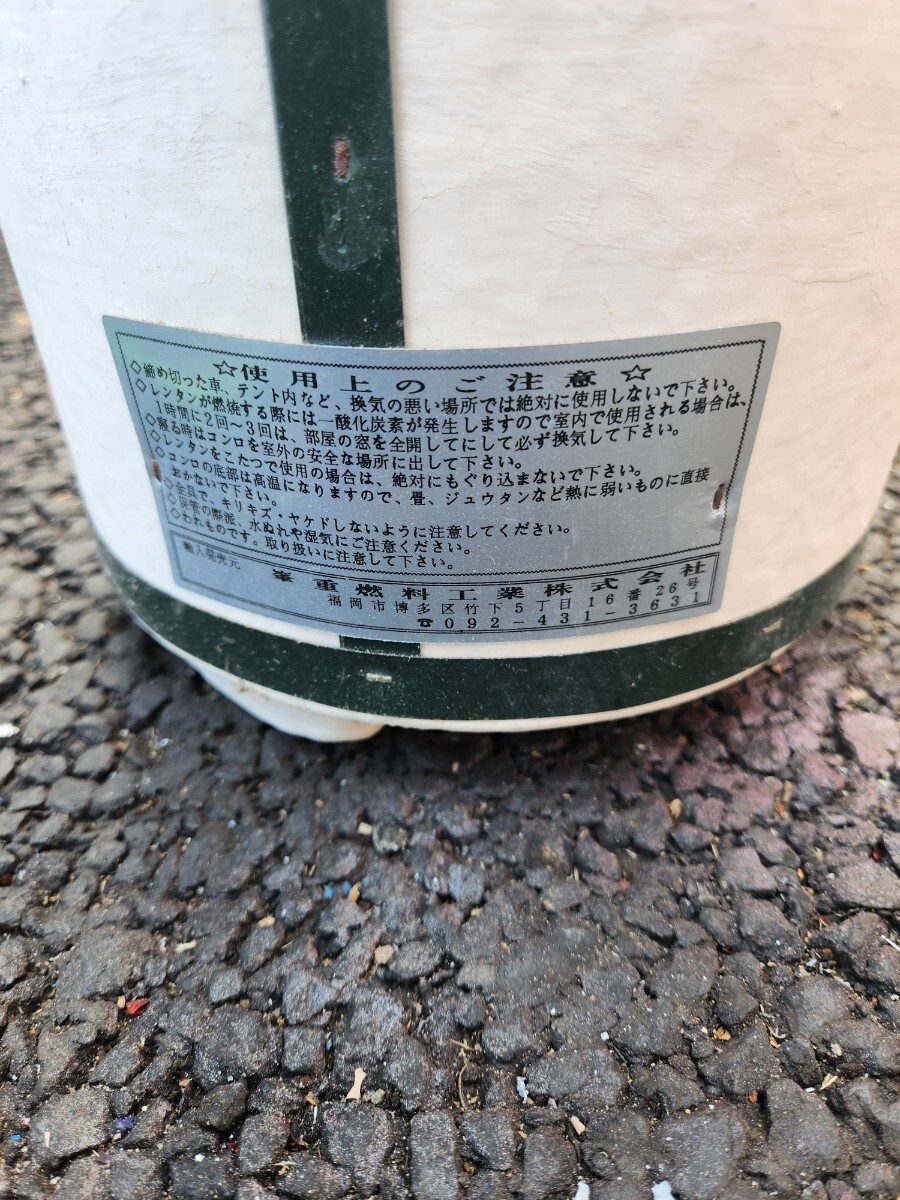 ☆使用上のご注意☆
◇締め切った車、テント内など、換気の悪い場所では絶対に使用しないで下さい。
◇レンタンが燃焼する際には一酸化炭素が発生しますので室内で使用される場合は、
1時間に2回～3回は、部屋の窓を全開してにして必ず換気して下さい。
◇寝る時はコンロを室外の安全な場所に出して下さい。
◇レンタンをこたつで使用の場合は、絶対にもぐり込まないで下さい。
◇コンロの底部は高温になりますので、畳、ジュウタンなど熱に弱いものに直接
おかないで下さい。
◇金具で、キリキズ・ヤケドしないように注意してください。
◇保管の際派、水ぬれや湿気にご注意ください。
◇われものです。取り扱いに注意して下さい。
輸入発売元
重燃料工業株式会社
福岡市博多区竹下5丁目16番26号
☎092-431-3631